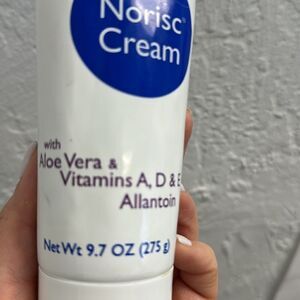 Norisc®
Cream
with
Aloe Vera &
Vitamins A, D & E
Allantoin
Net Wt 9.7 OZ (275 g)